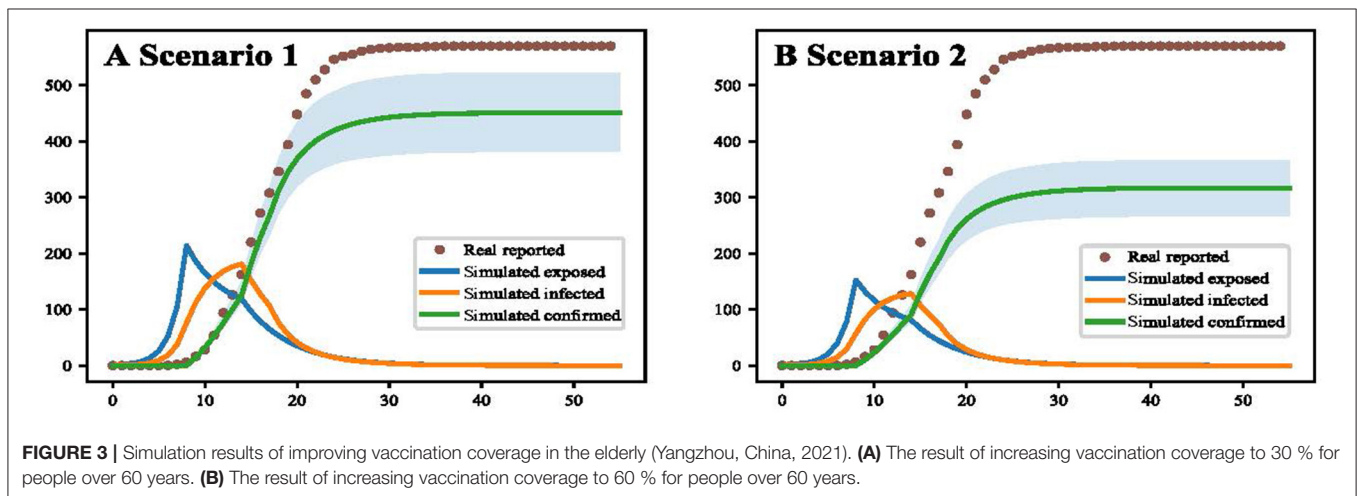 A Scenario 1
500
400
300
200
100
0
Real reported
Simulated exposed
Simulated infected
Simulated confirmed
0 10 20 30 40 50
B Scenario 2
500
400
300
200
100
0
Real reported
Simulated exposed
Simulated infected
Simulated confirmed
0 10 20 30 40 50
FIGURE 3 | Simulation results of improving vaccination coverage in the elderly (Yangzhou, China, 2021). (A) The result of increasing vaccination coverage to 30 % for
people over 60 years. (B) The result of increasing vaccination coverage to 60 % for people over 60 years.